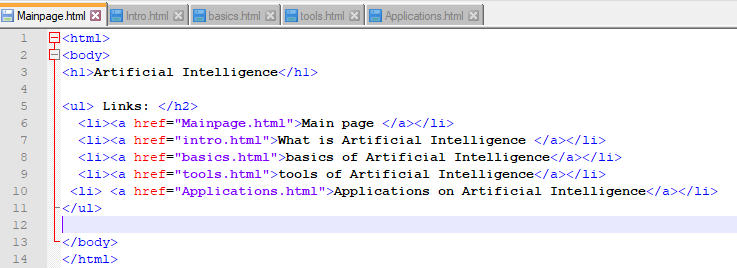 Mainpage.html Intro.html basics.html tools.html Applications.html
1 <html>
2 <body>
3 <h1>Artificial Intelligence</h1>
4
5 <ul> Links: </h2>
6 <li><a href="Mainpage.html">Main page </a></li>
7 <li><a href="intro.html">What is Artificial Intelligence </a></li>
8 <li><a href="basics.html">basics of Artificial Intelligence</a></li>
9 <li><a href="tools.html">tools of Artificial Intelligence</a></li>
10 <li> <a href="Applications.html">Applications on Artificial Intelligence</a></li>
11 </ul>
12
13 </body>
14 </html>